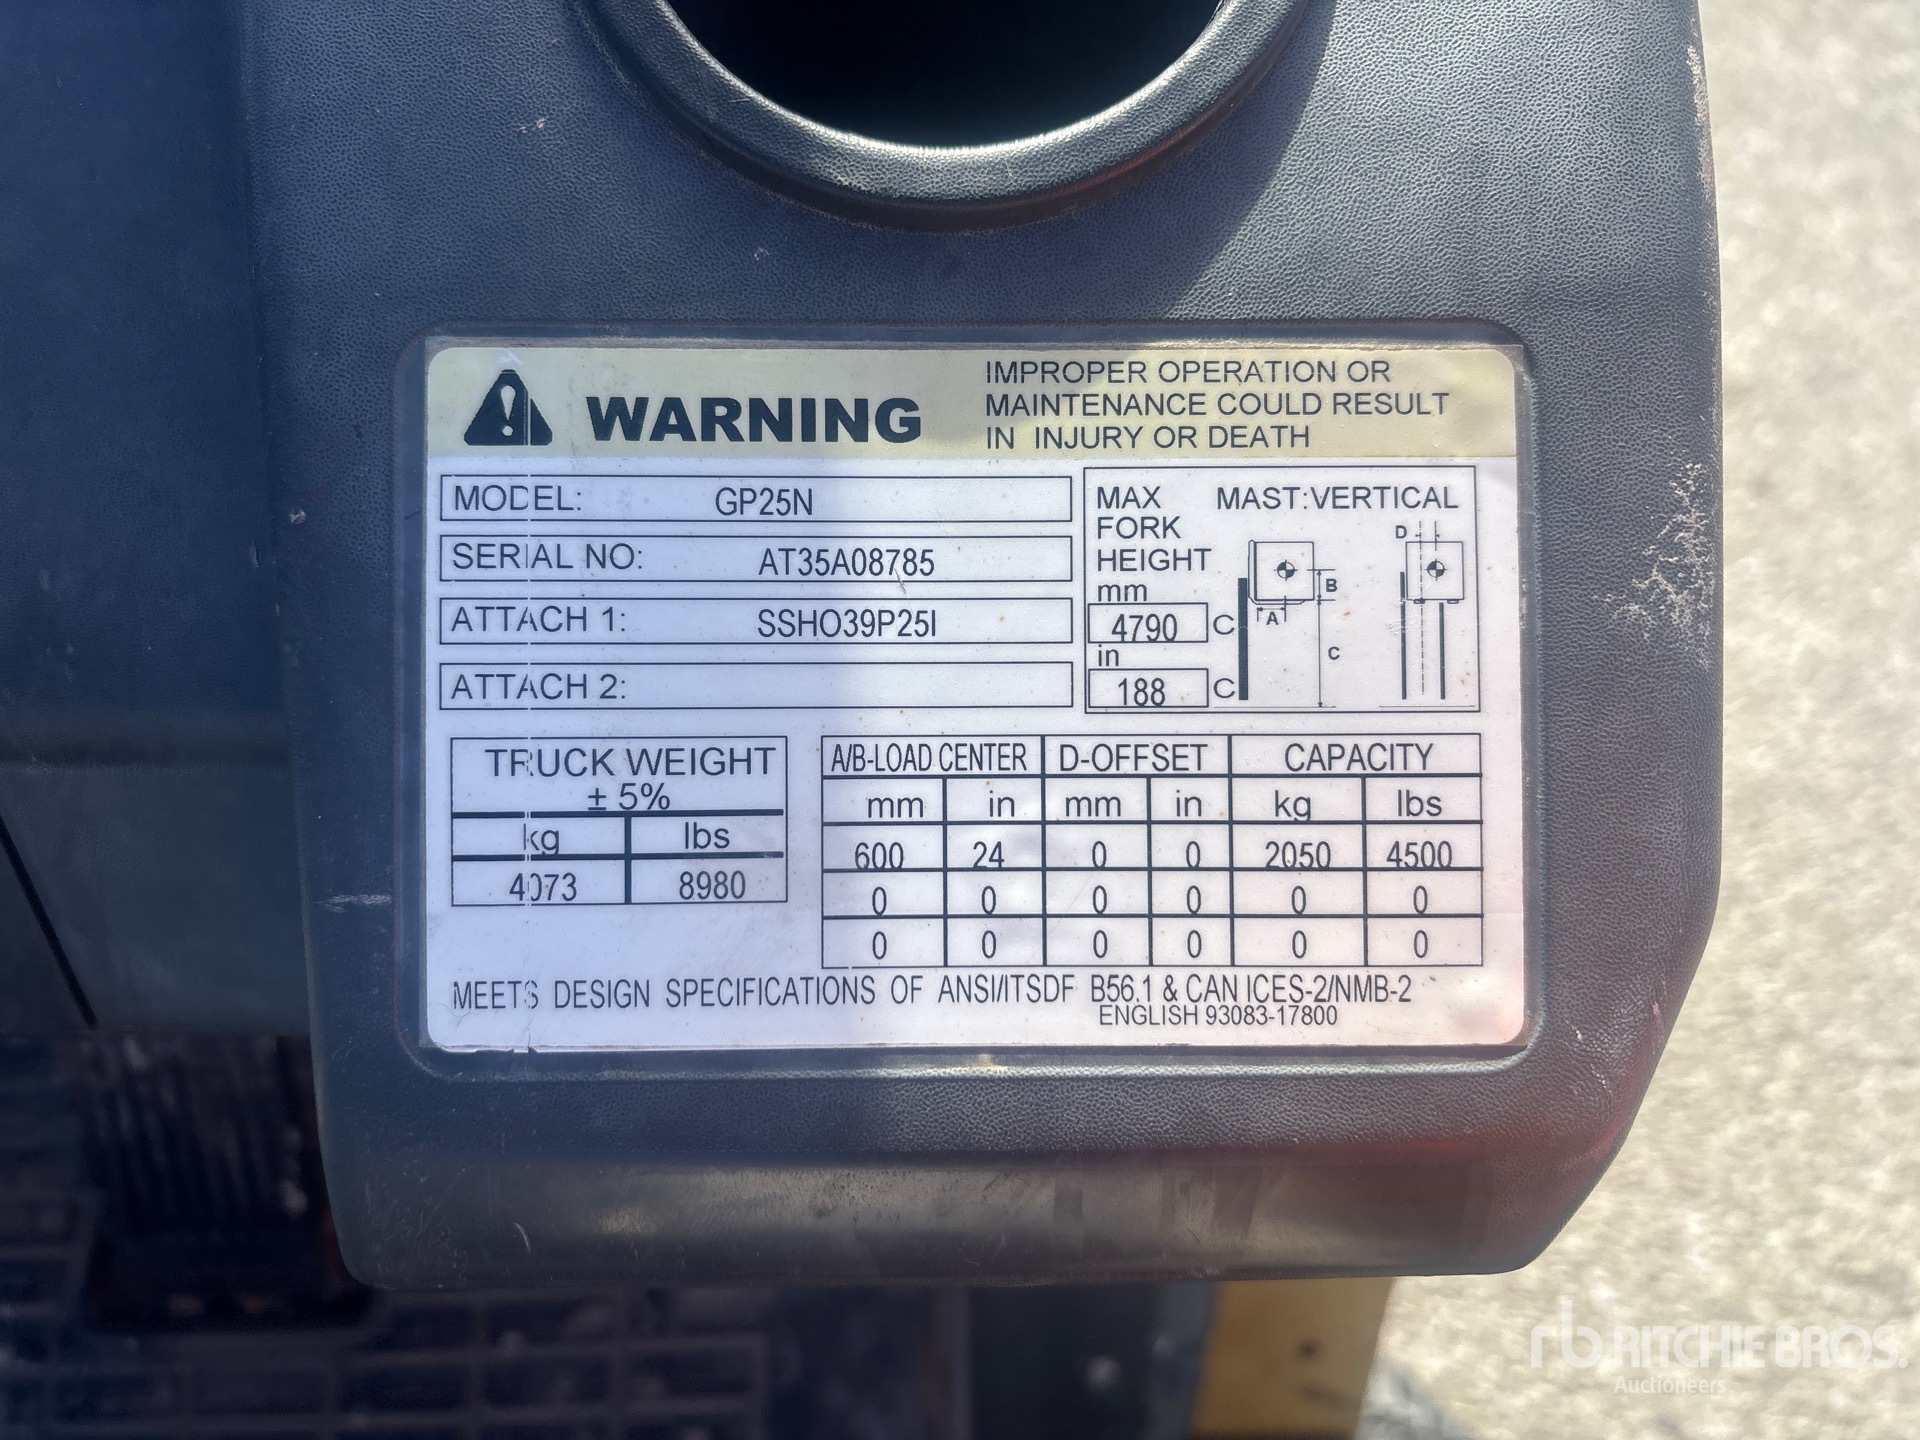 WARNING
IMPROPER OPERATION OR
MAINTENANCE COULD RESULT
IN INJURY OR DEATH
MODEL: GP25N
SERIAL NO: AT35A08785
ATTACH 1: SSHO39P25I
ATTACH 2:
MAX MAST:VERTICAL
FORK
HEIGHT
mm
4790 C
in
188 C
D
B
A
C
TRUCK WEIGHT
± 5%
kg lbs
4073 8980
A/B-LOAD CENTER D-OFFSET CAPACITY
mm in mm in kg lbs
600 24 0 0 2050 4500
0 0 0 0 0 0
0 0 0 0 0 0
MEETS DESIGN SPECIFICATIONS OF ANSI/ITSDF B56.1 & CAN ICES-2/NMB-2
ENGLISH 93083-17800
rb RITCHIE BROS.
Auctioneers